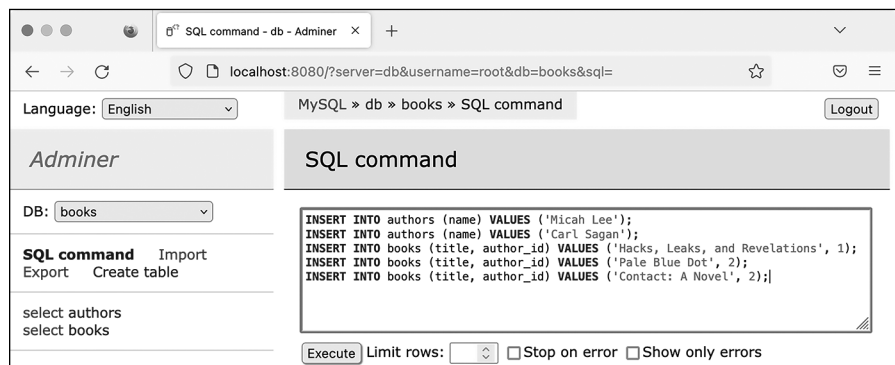 SQL command - db - Adminer
localhost:8080/?server=db&username=root&db=books&sql=
Language: English
MySQL » db » books » SQL command
Logout
Adminer
SQL command
DB: books
SQL command Import
Export Create table
select authors
select books
INSERT INTO authors (name) VALUES ('Micah Lee');
INSERT INTO authors (name) VALUES ('Carl Sagan');
INSERT INTO books (title, author_id) VALUES ('Hacks, Leaks, and Revelations', 1);
INSERT INTO books (title, author_id) VALUES ('Pale Blue Dot', 2);
INSERT INTO books (title, author_id) VALUES ('Contact: A Novel', 2);
Execute Limit rows: Stop on error Show only errors